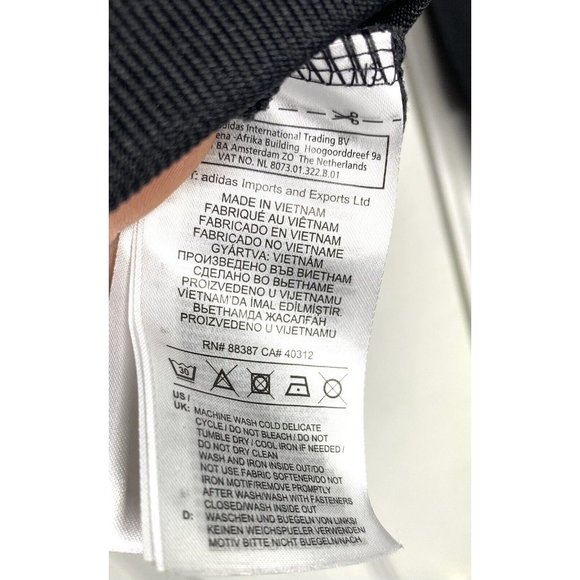 adidas International Trading BV
-Afrika Building Hoogoorddreef 9a
BA Amsterdam ZO The Netherlands
VAT NO. NL 8073.01.322.B.01
adidas Imports and Exports Ltd
MADE IN VIETNAM
FABRIQUÉ AU VIÊTNAM
FABRICADO EN VIETNAM
FABRICADO NO VIETNAME
GYÁRTVA: VIETNÁM
ПРОИЗВЕДЕНО ВЪВ ВИЕТНАМ
СДЕЛАНО ВО ВЬЕТНАМЕ
PROIZVEDENO U VIJETNAMU
VİETNAM'DA İMAL EDİLMİŞTİR.
ВЬЕТНАМДА ЖАСАЛҒАН
PROIZVEDENO U VIJETNAMU
RN# 88387 CA# 40312
30
US /
UK: MACHINE WASH COLD DELICATE
CYCLE / DO NOT BLEACH / DO NOT
TUMBLE DRY / COOL IRON IF NEEDED /
DO NOT DRY CLEAN
WASH AND IRON INSIDE OUT/DO
NOT USE FABRIC SOFTENER/DO NOT
IRON MOTIF/REMOVE PROMPTLY
AFTER WASH/WASH WITH FASTENERS
CLOSED/WASH INSIDE OUT
D: WASCHEN UND BUEGELN VON LINKS/
KEINEN WEICHSPUELER VERWENDEN/
MOTIV BITTE NICHT BUEGELN/